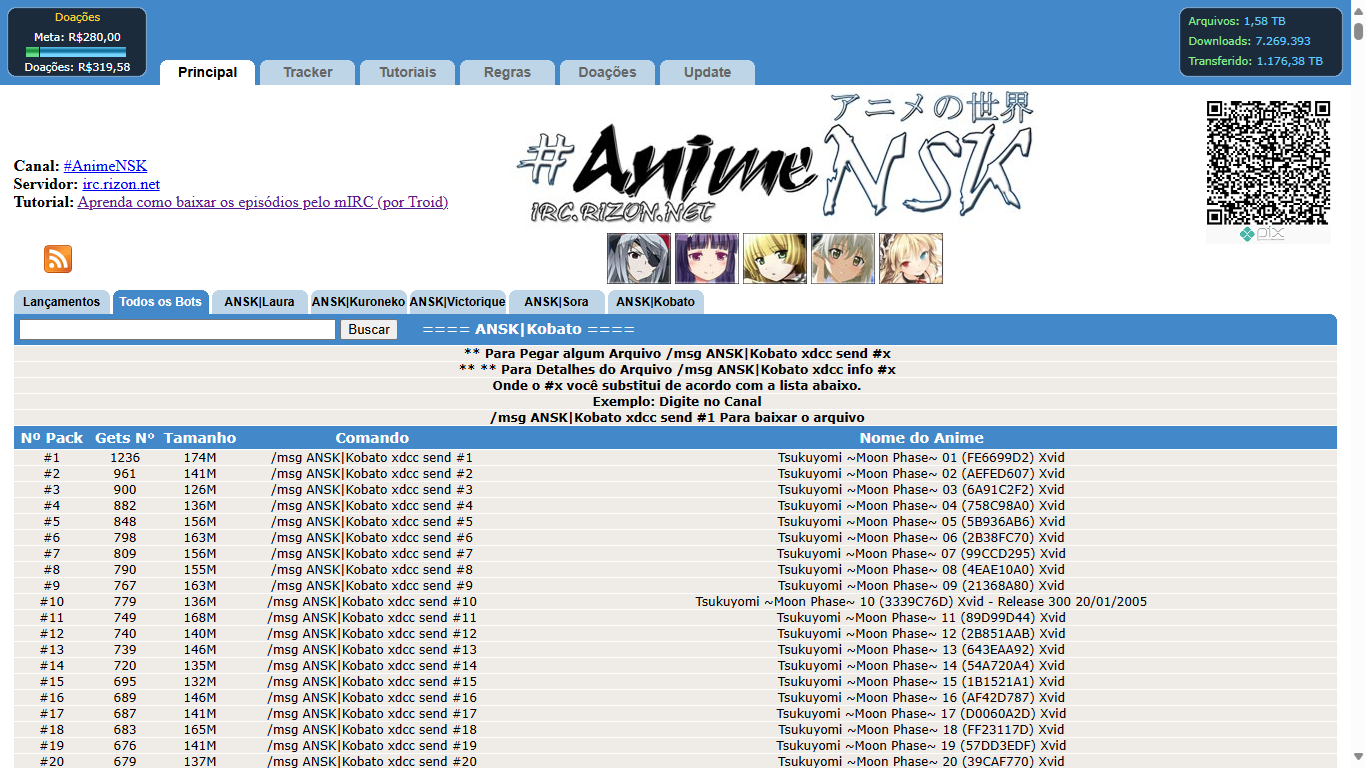 Doações
Meta: R$280,00
Doações: R$319,58
Principal
Tracker
Tutoriais
Regras
Doações
Update
Arquivos: 1,58 TB
Downloads: 7.269.393
Transferido: 1.176,38 TB
Canal: #AnimeNSK
Servidor: irc.rizon.net
Tutorial: Aprenda como baixar os episódios pelo mIRC (por Troid)
アニメの世界
#AnimeNSK
IRC.RIZON.NET
pix
Lançamentos
Todos os Bots
ANSK|Laura
ANSK|Kuroneko
ANSK|Victorique
ANSK|Sora
ANSK|Kobato
Buscar
==== ANSK|Kobato ====
** Para Pegar algum Arquivo /msg ANSK|Kobato xdcc send #x
** ** Para Detalhes do Arquivo /msg ANSK|Kobato xdcc info #x
Onde o #x você substitui de acordo com a lista abaixo.
Exemplo: Digite no Canal
/msg ANSK|Kobato xdcc send #1 Para baixar o arquivo
Nº Pack Gets Nº Tamanho Comando Nome do Anime
#1 1236 174M /msg ANSK|Kobato xdcc send #1 Tsukuyomi ~Moon Phase~ 01 (FE6699D2) Xvid
#2 961 141M /msg ANSK|Kobato xdcc send #2 Tsukuyomi ~Moon Phase~ 02 (AEFED607) Xvid
#3 900 126M /msg ANSK|Kobato xdcc send #3 Tsukuyomi ~Moon Phase~ 03 (6A91C2F2) Xvid
#4 882 136M /msg ANSK|Kobato xdcc send #4 Tsukuyomi ~Moon Phase~ 04 (758C98A0) Xvid
#5 848 156M /msg ANSK|Kobato xdcc send #5 Tsukuyomi ~Moon Phase~ 05 (5B936AB6) Xvid
#6 798 163M /msg ANSK|Kobato xdcc send #6 Tsukuyomi ~Moon Phase~ 06 (2B38FC70) Xvid
#7 809 156M /msg ANSK|Kobato xdcc send #7 Tsukuyomi ~Moon Phase~ 07 (99CCD295) Xvid
#8 790 155M /msg ANSK|Kobato xdcc send #8 Tsukuyomi ~Moon Phase~ 08 (4EAE10A0) Xvid
#9 767 163M /msg ANSK|Kobato xdcc send #9 Tsukuyomi ~Moon Phase~ 09 (21368A80) Xvid
#10 779 136M /msg ANSK|Kobato xdcc send #10 Tsukuyomi ~Moon Phase~ 10 (3339C76D) Xvid - Release 300 20/01/2005
#11 749 168M /msg ANSK|Kobato xdcc send #11 Tsukuyomi ~Moon Phase~ 11 (89D99D44) Xvid
#12 740 140M /msg ANSK|Kobato xdcc send #12 Tsukuyomi ~Moon Phase~ 12 (2B851AAB) Xvid
#13 739 146M /msg ANSK|Kobato xdcc send #13 Tsukuyomi ~Moon Phase~ 13 (643EAA92) Xvid
#14 720 135M /msg ANSK|Kobato xdcc send #14 Tsukuyomi ~Moon Phase~ 14 (54A720A4) Xvid
#15 695 132M /msg ANSK|Kobato xdcc send #15 Tsukuyomi ~Moon Phase~ 15 (1B1521A1) Xvid
#16 689 146M /msg ANSK|Kobato xdcc send #16 Tsukuyomi ~Moon Phase~ 16 (AF42D787) Xvid
#17 687 141M /msg ANSK|Kobato xdcc send #17 Tsukuyomi ~Moon Phase~ 17 (D0060A2D) Xvid
#18 683 165M /msg ANSK|Kobato xdcc send #18 Tsukuyomi ~Moon Phase~ 18 (FF23117D) Xvid
#19 676 141M /msg ANSK|Kobato xdcc send #19 Tsukuyomi ~Moon Phase~ 19 (57DD3EDF) Xvid
#20 679 137M /msg ANSK|Kobato xdcc send #20 Tsukuyomi ~Moon Phase~ 20 (39CAF770) Xvid